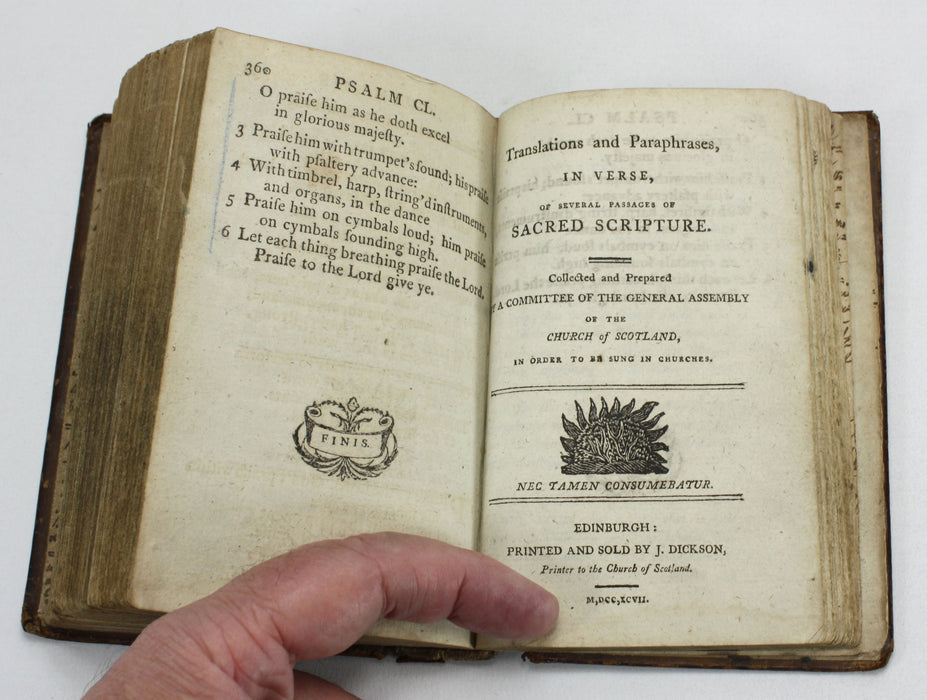 360
PSALM CL.
O praiſe him as he doth excel
in glorious majeſty.
3 Praiſe him with trumpet's ſound; his praiſe
with pſaltery advance:
4 With timbrel, harp, ſtring'd inſtruments,
and organs, in the dance
5 Praiſe him on cymbals loud; him praiſe
on cymbals ſounding high.
6 Let each thing breathing praiſe the Lord.
Praiſe to the Lord give ye.
FINIS.
Translations and Paraphrases,
IN VERSE,
OF SEVERAL PASSAGES OF
SACRED SCRIPTURE.
Collected and Prepared
Y A COMMITTEE OF THE GENERAL ASSEMBLY
OF THE
CHURCH of SCOTLAND,
IN ORDER TO BE SUNG IN CHURCHES.
NEC TAMEN CONSUMEBATUR.
EDINBURGH:
PRINTED AND SOLD BY J. DICKSON,
Printer to the Church of Scotland.
M,DCC,XCVII.